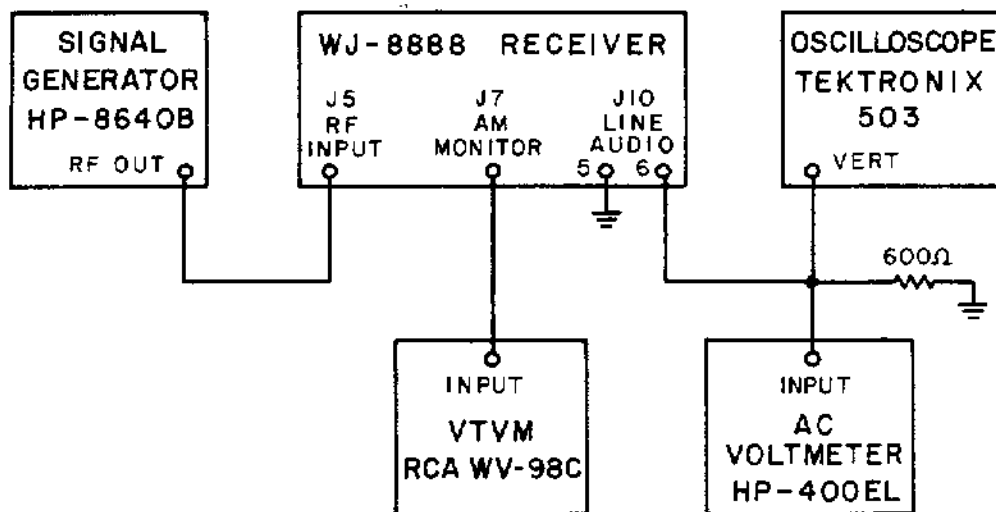 SIGNAL
GENERATOR
HP-8640B
RF OUT
WJ-8888 RECEIVER
J5
RF
INPUT
J7
AM
MONITOR
J10
LINE
AUDIO
5 6
OSCILLOSCOPE
TEKTRONIX
503
VERT
600Ω
INPUT
VTVM
RCA WV-98C
INPUT
AC
VOLTMETER
HP-400EL